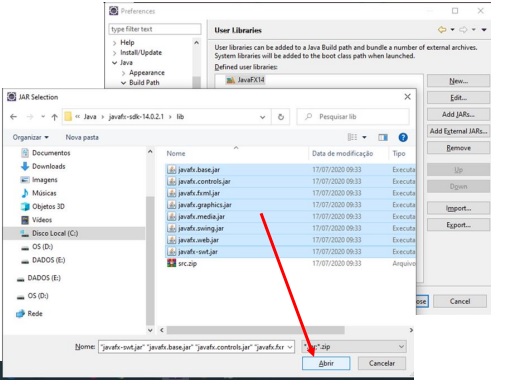 Preferences
type filter text
User Libraries
Help
Install/Update
Java
Appearance
Build Path
User libraries can be added to a Java Build path and bundle a number of external archives.
System libraries will be added to the boot class path when launched.
Defined user libraries:
JavaFX14
New...
Edit...
Add JARs...
Add External JARs...
Remove
Up
Down
Import...
Export...
Cancel
JAR Selection
« Java › javafx-sdk-14.0.2.1 › lib
Pesquisar lib
Organizar
Nova pasta
Documentos
Downloads
Imagens
Músicas
Objetos 3D
Vídeos
Disco Local (C:)
OS (D:)
DADOS (E:)
DADOS (E:)
OS (D:)
Rede
Nome Data de modificação Tipo
javafx.base.jar 17/07/2020 09:33 Executa
javafx.controls.jar 17/07/2020 09:33 Executa
javafx.fxml.jar 17/07/2020 09:33 Executa
javafx.graphics.jar 17/07/2020 09:33 Executa
javafx.media.jar 17/07/2020 09:33 Executa
javafx.swing.jar 17/07/2020 09:33 Executa
javafx.web.jar 17/07/2020 09:33 Executa
javafx-swt.jar 17/07/2020 09:33 Executa
src.zip 17/07/2020 09:33 Arquivo
Nome: "javafx-swt.jar" "javafx.base.jar" "javafx.controls.jar" "javafx.fxr
Abrir
Cancelar